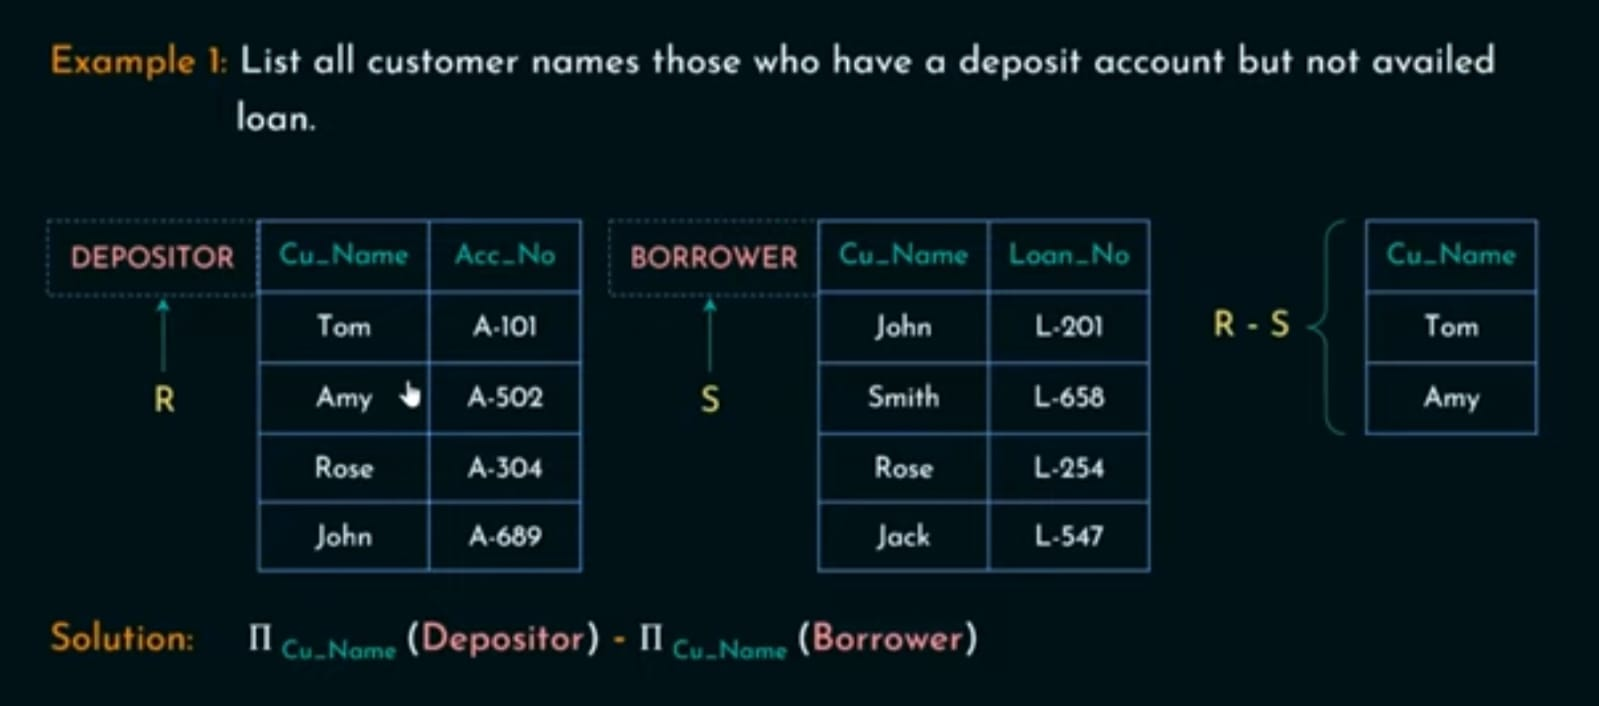 Example 1: List all customer names those who have a deposit account but not availed
loan.
DEPOSITOR Cu_Name Acc_No
Tom A-101
Amy A-502
Rose A-304
John A-689
R
BORROWER Cu_Name Loan_No
John L-201
Smith L-658
Rose L-254
Jack L-547
S
R - S
Cu_Name
Tom
Amy
Solution: Π Cu_Name (Depositor) - Π Cu_Name (Borrower)